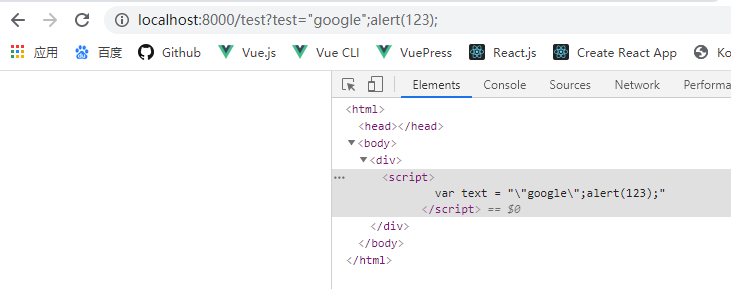 localhost:8000/test?test="google";alert(123);
应用 百度 Github Vue.js Vue CLI VuePress React.js Create React App Ko
Elements Console Sources Network Performa
<html>
<head></head>
<body>
<div>
<script>
var text = "\"google\";alert(123);"
</script> == $0
</div>
</body>
</html>